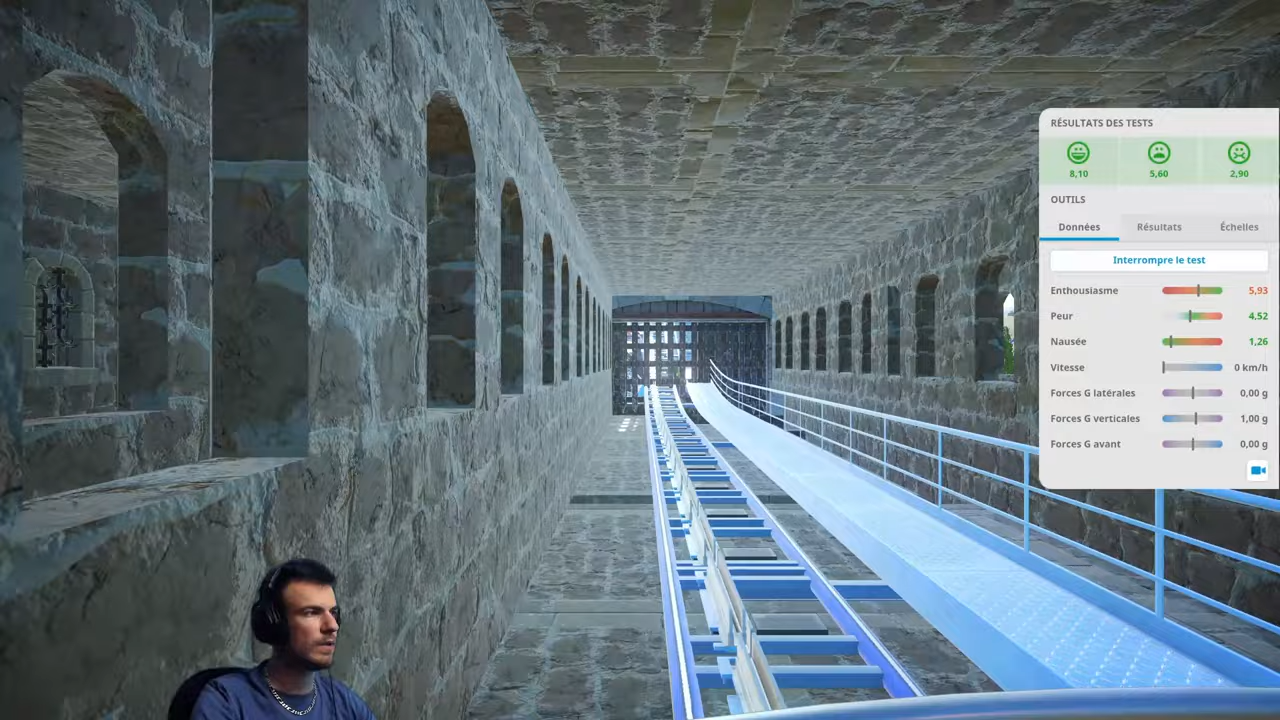 RÉSULTATS DES TESTS
8,10 5,60 2,90
OUTILS
Données Résultats Échelles
Interrompre le test
Enthousiasme 5,93
Peur 4,52
Nausée 1,26
Vitesse 0 km/h
Forces G latérales 0,00 g
Forces G verticales 1,00 g
Forces G avant 0,00 g